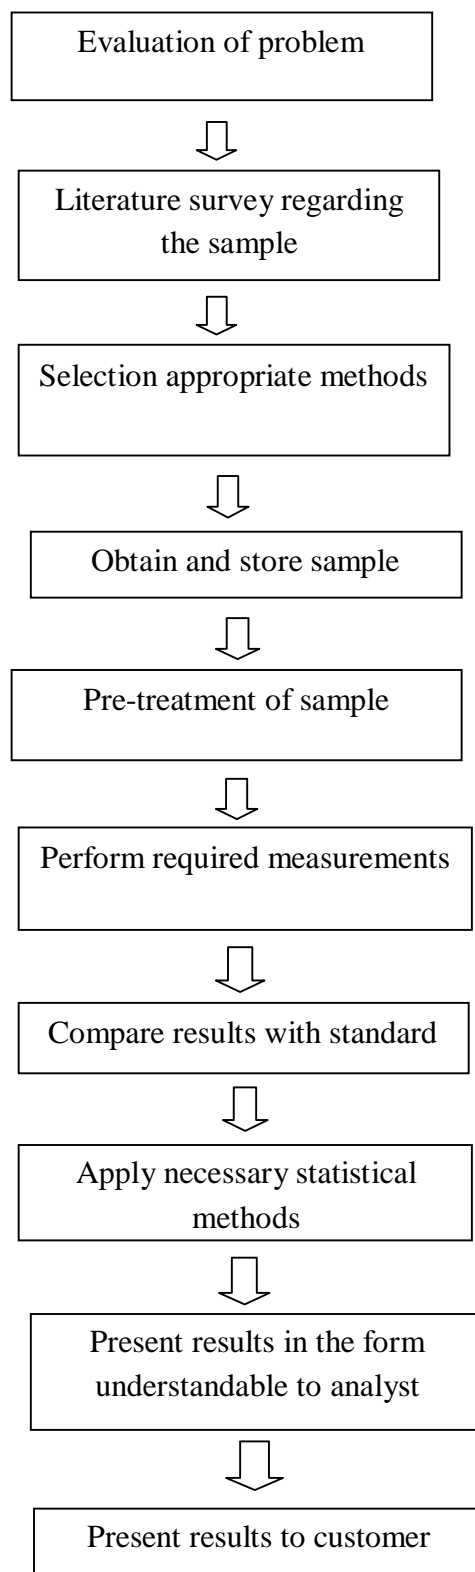 Evaluation of problem
Literature survey regarding
the sample
Selection appropriate methods
Obtain and store sample
Pre-treatment of sample
Perform required measurements
Compare results with standard
Apply necessary statistical
methods
Present results in the form
understandable to analyst
Present results to customer